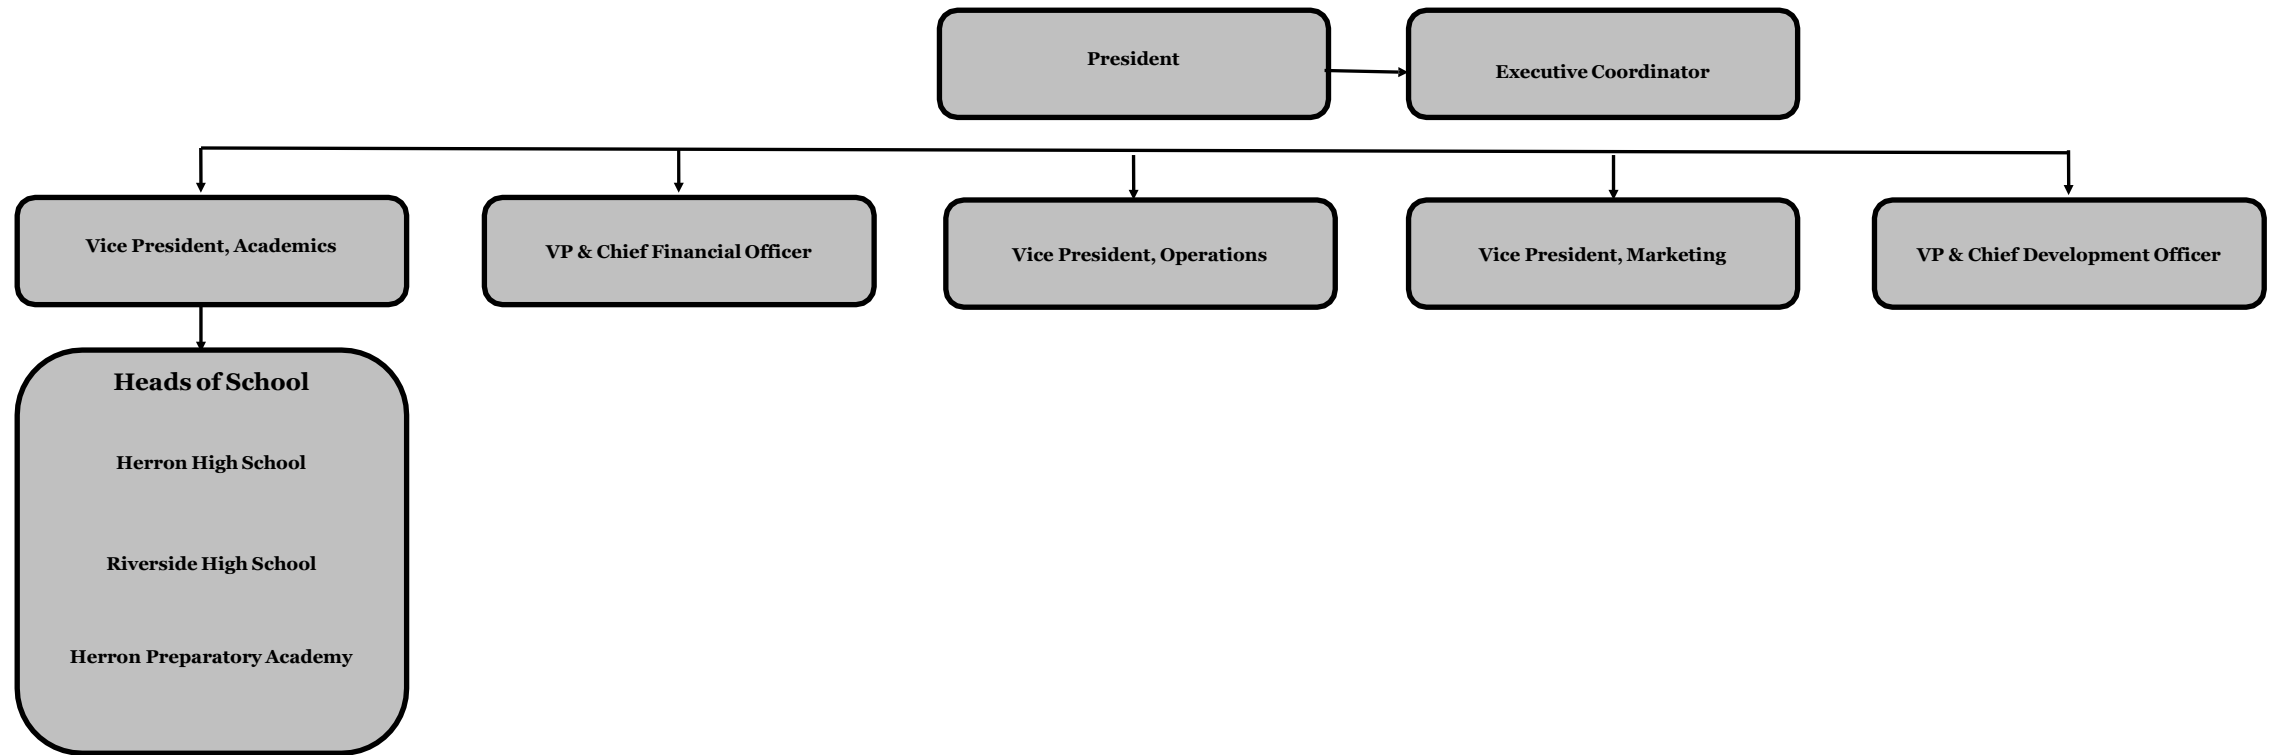 President
Executive Coordinator
Vice President, Academics
VP & Chief Financial Officer
Vice President, Operations
Vice President, Marketing
VP & Chief Development Officer
Heads of School
Herron High School
Riverside High School
Herron Preparatory Academy